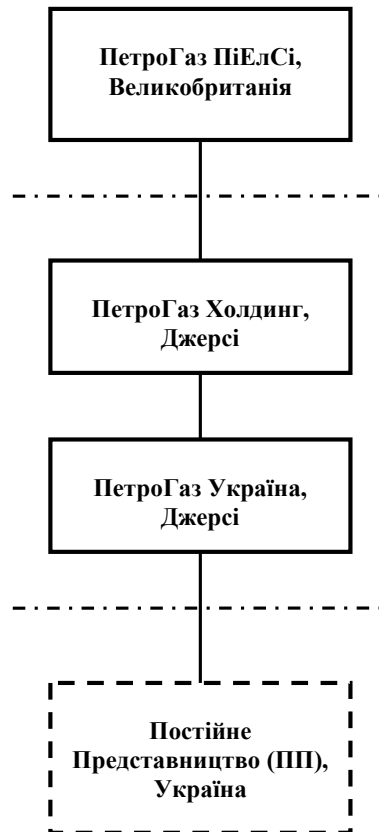 ПетроГаз ПіЕлСі,
Великобританія
ПетроГаз Холдинг,
Джерсі
ПетроГаз Україна,
Джерсі
Постійне
Представництво (ПП),
Україна